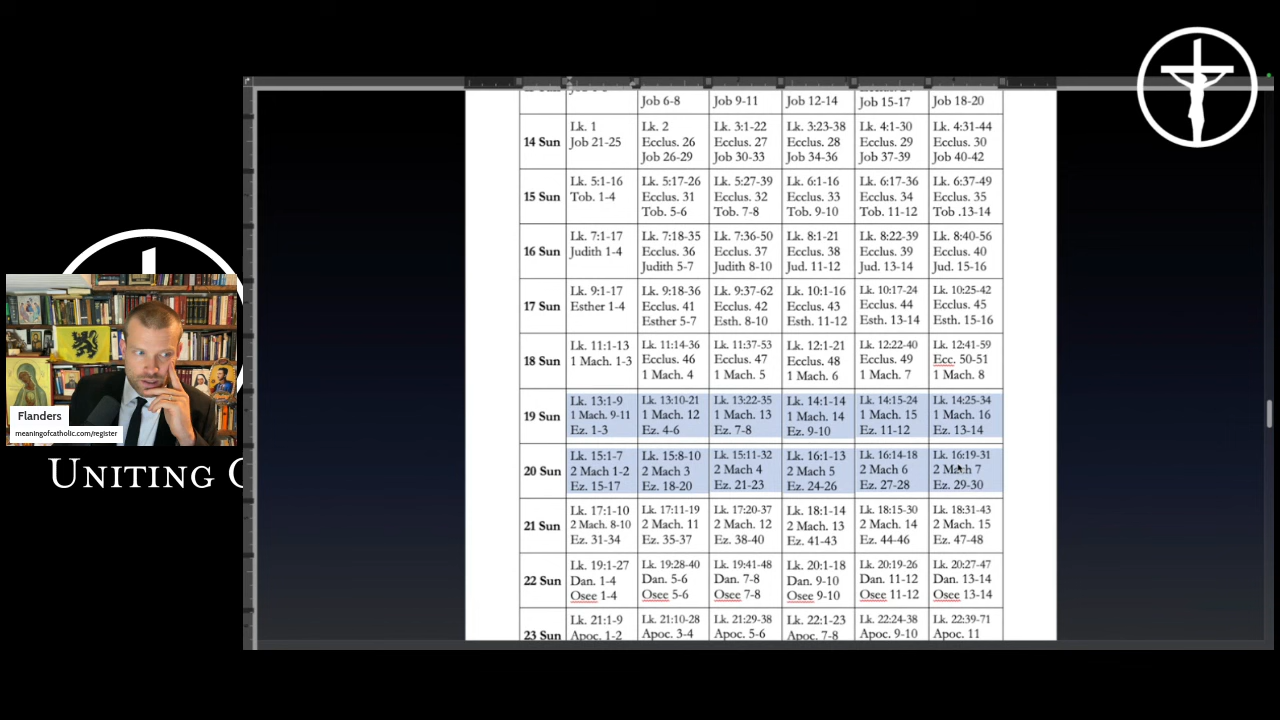 Job 6-8
Job 9-11
Job 12-14
Job 15-17
Job 18-20
14 Sun
Lk. 1
Job 21-25
Lk. 2
Ecclus. 26
Job 26-29
Lk. 3:1-22
Ecclus. 27
Job 30-33
Lk. 3:23-38
Ecclus. 28
Job 34-36
Lk. 4:1-30
Ecclus. 29
Job 37-39
Lk. 4:31-44
Ecclus. 30
Job 40-42
15 Sun
Lk. 5:1-16
Tob. 1-4
Lk. 5:17-26
Ecclus. 31
Tob. 5-6
Lk. 5:27-39
Ecclus. 32
Tob. 7-8
Lk. 6:1-16
Ecclus. 33
Tob. 9-10
Lk. 6:17-36
Ecclus. 34
Tob. 11-12
Lk. 6:37-49
Ecclus. 35
Tob .13-14
16 Sun
Lk. 7:1-17
Judith 1-4
Lk. 7:18-35
Ecclus. 36
Judith 5-7
Lk. 7:36-50
Ecclus. 37
Judith 8-10
Lk. 8:1-21
Ecclus. 38
Jud. 11-12
Lk. 8:22-39
Ecclus. 39
Jud. 13-14
Lk. 8:40-56
Ecclus. 40
Jud. 15-16
17 Sun
Lk. 9:1-17
Esther 1-4
Lk. 9:18-36
Ecclus. 41
Esther 5-7
Lk. 9:37-62
Ecclus. 42
Esth. 8-10
Lk. 10:1-16
Ecclus. 43
Esth. 11-12
Lk. 10:17-24
Ecclus. 44
Esth. 13-14
Lk. 10:25-42
Ecclus. 45
Esth. 15-16
18 Sun
Lk. 11:1-13
1 Mach. 1-3
Lk. 11:14-36
Ecclus. 46
1 Mach. 4
Lk. 11:37-53
Ecclus. 47
1 Mach. 5
Lk. 12:1-21
Ecclus. 48
1 Mach. 6
Lk. 12:22-40
Ecclus. 49
1 Mach. 7
Lk. 12:41-59
Ecc. 50-51
1 Mach. 8
19 Sun
Lk. 13:1-9
1 Mach. 9-11
Ez. 1-3
Lk. 13:10-21
1 Mach. 12
Ez. 4-6
Lk. 13:22-35
1 Mach. 13
Ez. 7-8
Lk. 14:1-14
1 Mach. 14
Ez. 9-10
Lk. 14:15-24
1 Mach. 15
Ez. 11-12
Lk. 14:25-34
1 Mach. 16
Ez. 13-14
20 Sun
Lk. 15:1-7
2 Mach 1-2
Ez. 15-17
Lk. 15:8-10
2 Mach 3
Ez. 18-20
Lk. 15:11-32
2 Mach 4
Ez. 21-23
Lk. 16:1-13
2 Mach 5
Ez. 24-26
Lk. 16:14-18
2 Mach 6
Ez. 27-28
Lk. 16:19-31
2 Mach 7
Ez. 29-30
21 Sun
Lk. 17:1-10
2 Mach. 8-10
Ez. 31-34
Lk. 17:11-19
2 Mach. 11
Ez. 35-37
Lk. 17:20-37
2 Mach. 12
Ez. 38-40
Lk. 18:1-14
2 Mach. 13
Ez. 41-43
Lk. 18:15-30
2 Mach. 14
Ez. 44-46
Lk. 18:31-43
2 Mach. 15
Ez. 47-48
22 Sun
Lk. 19:1-27
Dan. 1-4
Osee 1-4
Lk. 19:28-40
Dan. 5-6
Osee 5-6
Lk. 19:41-48
Dan. 7-8
Osee 7-8
Lk. 20:1-18
Dan. 9-10
Osee 9-10
Lk. 20:19-26
Dan. 11-12
Osee 11-12
Lk. 20:27-47
Dan. 13-14
Osee 13-14
23 Sun
Lk. 21:1-9
Apoc. 1-2
Lk. 21:10-28
Apoc. 3-4
Lk. 21:29-38
Apoc. 5-6
Lk. 22:1-23
Apoc. 7-8
Lk. 22:24-38
Apoc. 9-10
Lk. 22:39-71
Apoc. 11
Flanders
meaningofcatholic.com/register
UNITING